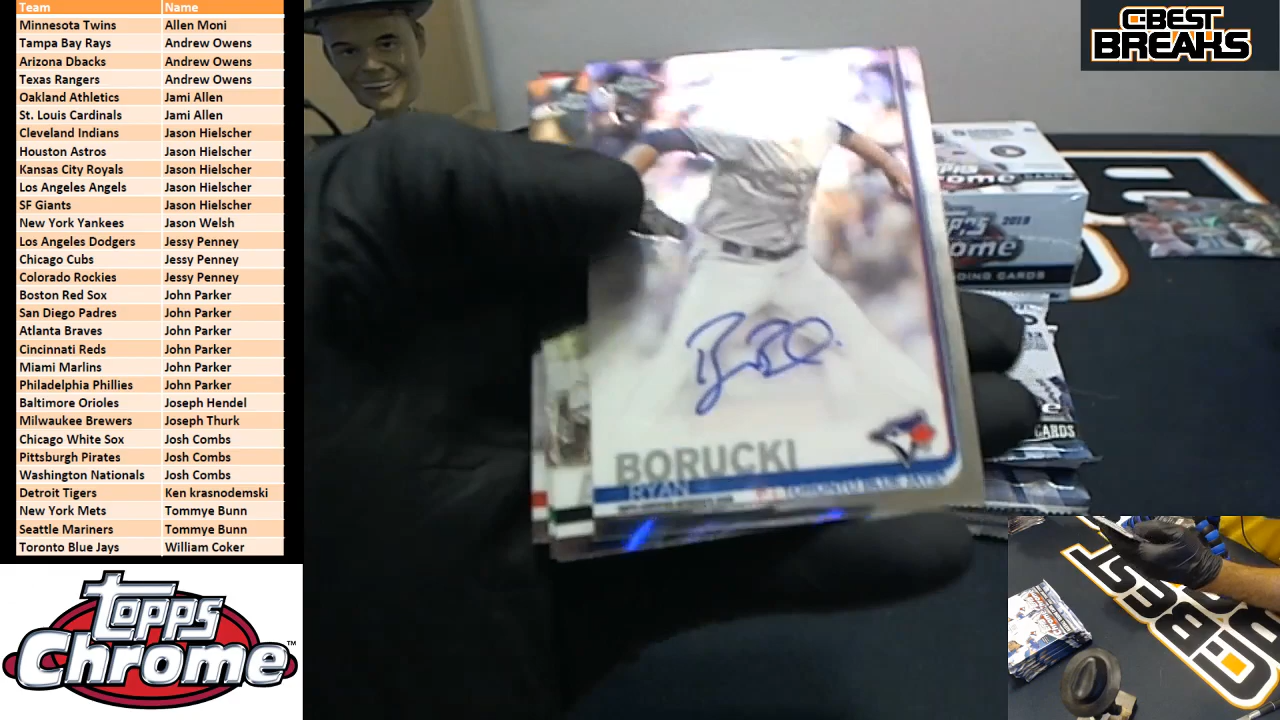 Team Name
Minnesota Twins Allen Moni
Tampa Bay Rays Andrew Owens
Arizona Dbacks Andrew Owens
Texas Rangers Andrew Owens
Oakland Athletics Jami Allen
St. Louis Cardinals Jami Allen
Cleveland Indians Jason Hielscher
Houston Astros Jason Hielscher
Kansas City Royals Jason Hielscher
Los Angeles Angels Jason Hielscher
SF Giants Jason Hielscher
New York Yankees Jason Welsh
Los Angeles Dodgers Jessy Penney
Chicago Cubs Jessy Penney
Colorado Rockies Jessy Penney
Boston Red Sox John Parker
San Diego Padres John Parker
Atlanta Braves John Parker
Cincinnati Reds John Parker
Miami Marlins John Parker
Philadelphia Phillies John Parker
Baltimore Orioles Joseph Hendel
Milwaukee Brewers Joseph Thurk
Chicago White Sox Josh Combs
Pittsburgh Pirates Josh Combs
Washington Nationals Josh Combs
Detroit Tigers Ken krasnodemski
New York Mets Tommye Bunn
Seattle Mariners Tommye Bunn
Toronto Blue Jays William Coker
Topps
Chrome™
C-BEST
BREAKS
2019
Chrome
CARDS
BORUCKI
RYAN
TORONTO BLUE JAYS
CARDS